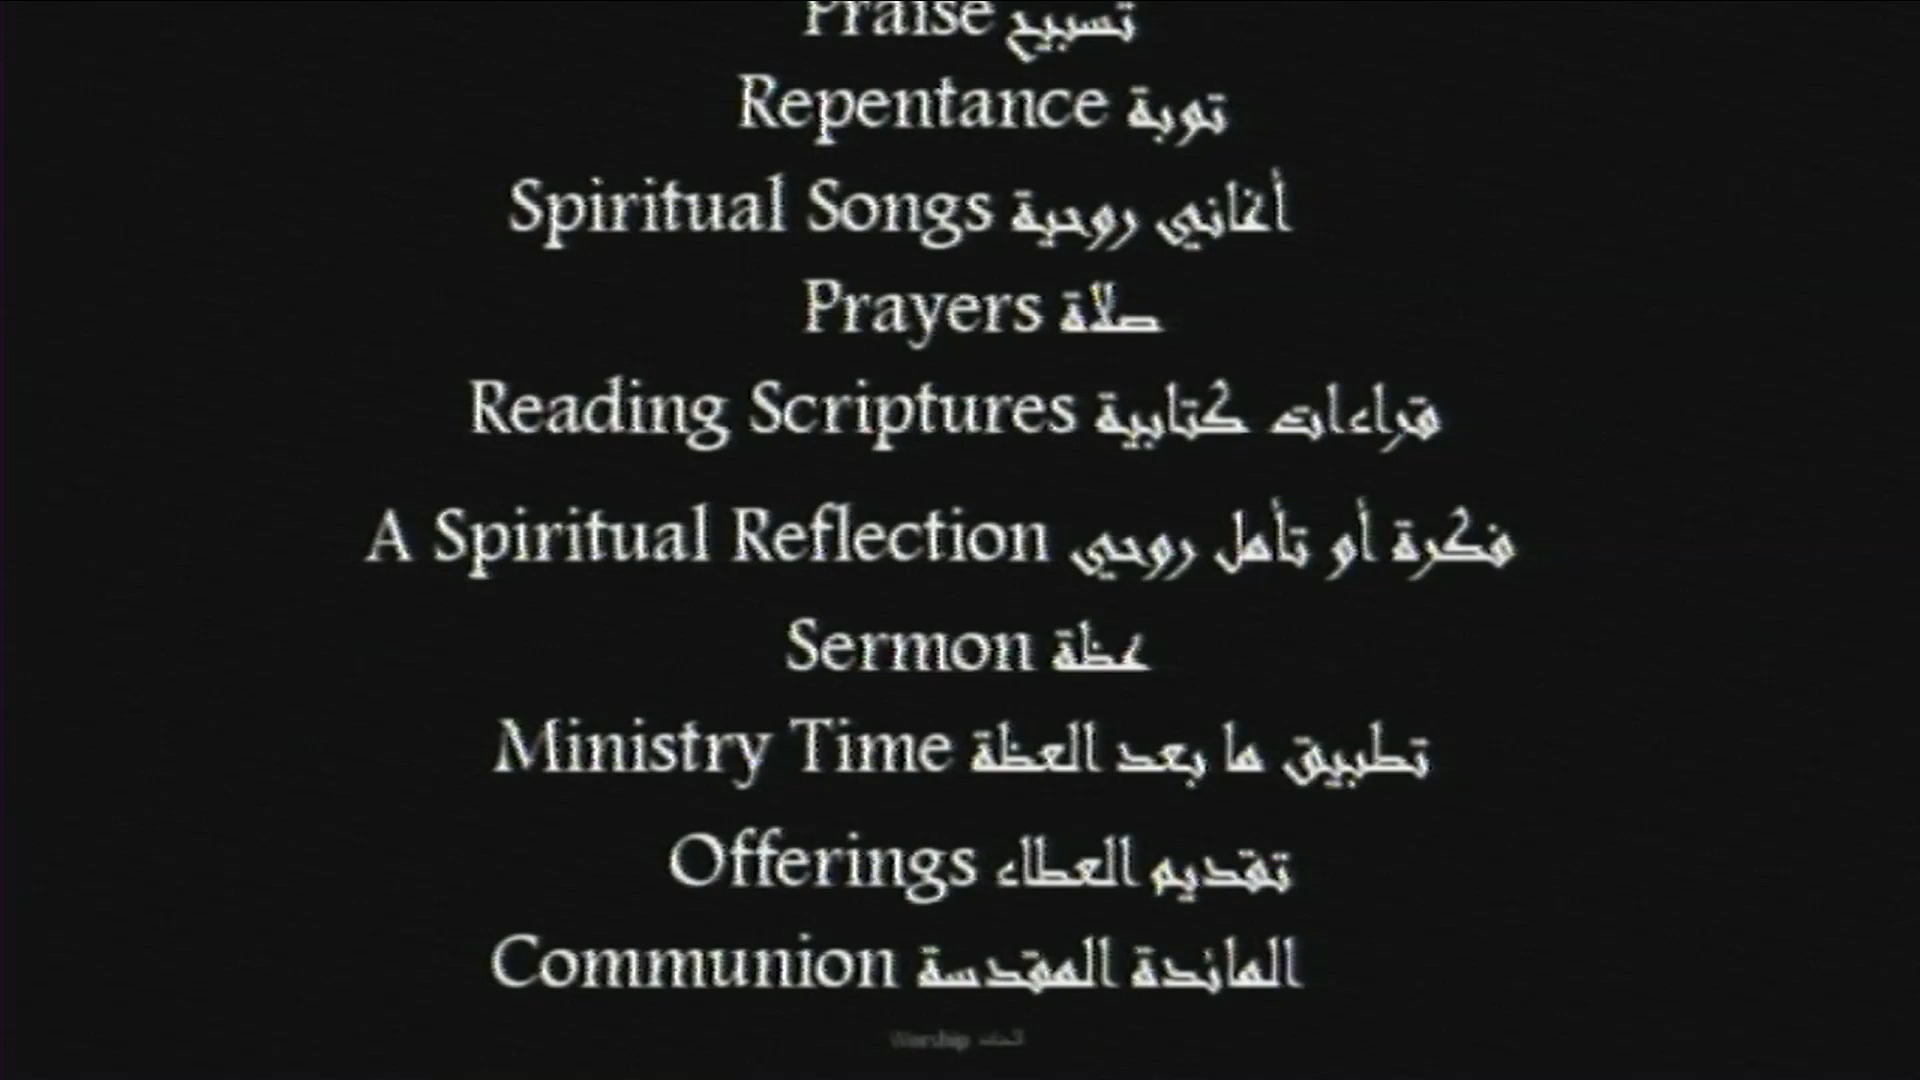 Praise تسبيح
Repentance توبة
Spiritual Songs أغاني روحية
Prayers صلاة
Reading Scriptures قراءات كتابية
A Spiritual Reflection فكرة أو تأمل روحي
Sermon عظة
Ministry Time تطبيق ما بعد العظة
Offerings تقديم العطاء
Communion المائدة المقدسة
Worship